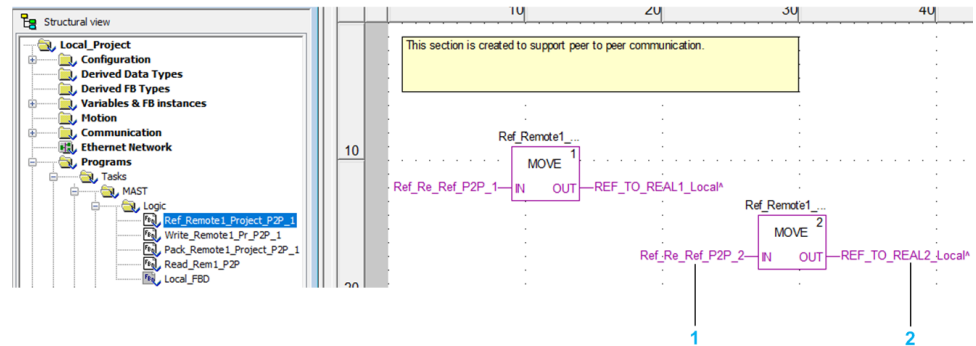 Structural view
Local_Project
Configuration
Derived Data Types
Derived FB Types
Variables & FB instances
Motion
Communication
Ethernet Network
Programs
Tasks
MAST
Logic
Ref_Remote1_Project_P2P_1
Write_Remote1_Pr_P2P_1
Pack_Remote1_Project_P2P_1
Read_Rem1_P2P
Local_FBD
10 20 30 40
This section is created to support peer to peer communication.
10
Ref_Remote1_...
MOVE 1
Ref_Re_Ref_P2P_1 IN OUT REF_TO_REAL1_Local^
Ref_Remote1_...
MOVE 2
Ref_Re_Ref_P2P_2 IN OUT REF_TO_REAL2_Local^
20
1 2